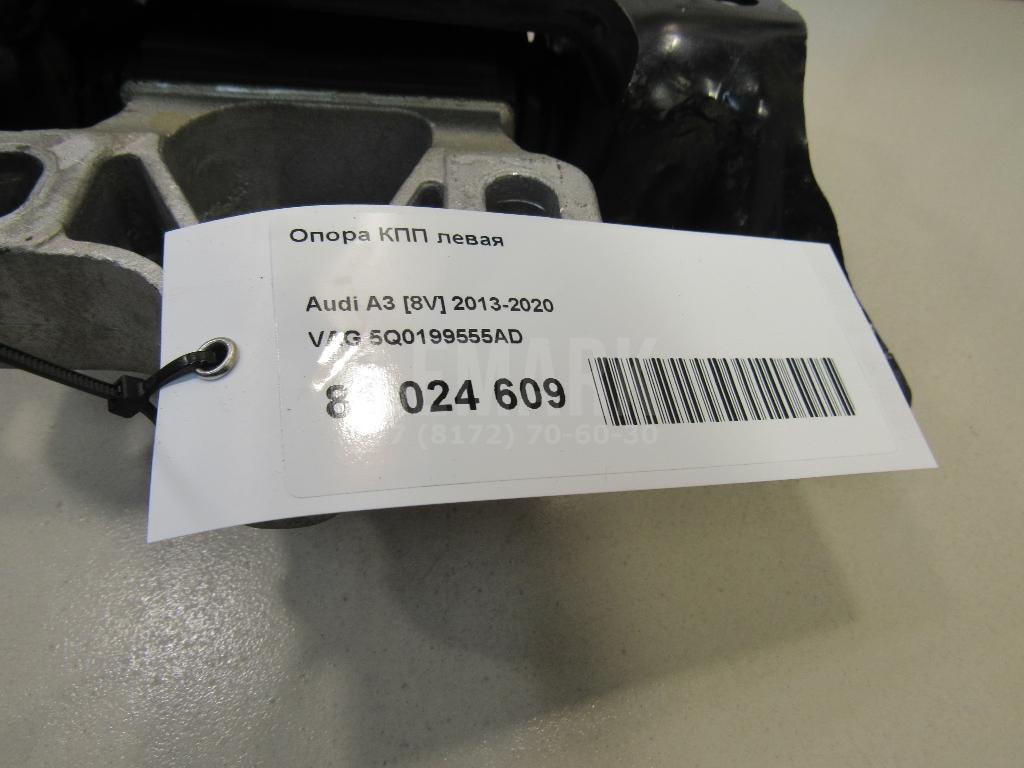 Опора КПП левая
Audi A3 [8V] 2013-2020
VAG 5Q0199555AD
024 609
(8172) 70-60-30